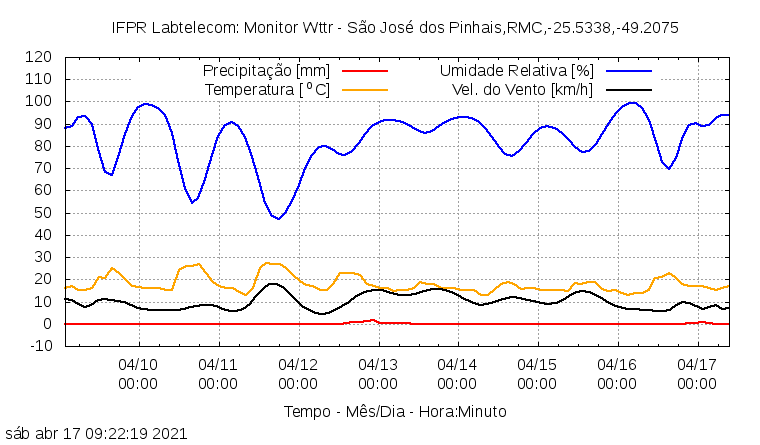 IFPR Labtelecom: Monitor Wttr - São José dos Pinhais,RMC,-25.5338,-49.2075
120
110
100
90
80
70
60
50
40
30
20
10
0
-10
Precipitação [mm]
Temperatura [⁰C]
Umidade Relativa [%]
Vel. do Vento [km/h]
04/10 04/11 04/12 04/13 04/14 04/15 04/16 04/17
00:00 00:00 00:00 00:00 00:00 00:00 00:00 00:00
Tempo - Mês/Dia - Hora:Minuto
sáb abr 17 09:22:19 2021